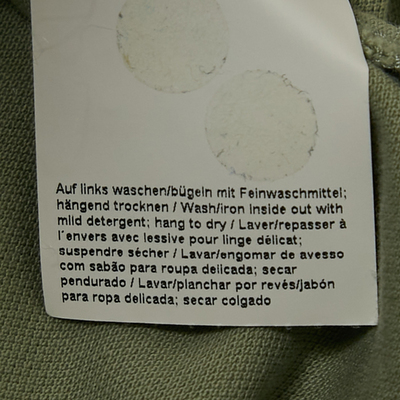 Auf links waschen/bügeln mit Feinwaschmittel;
hängend trocknen / Wash/iron inside out with
mild detergent; hang to dry / Laver/repasser à
l´envers avec lessive pour linge délicat;
suspendre sécher / Lavar/engomar de avesso
com sabão para roupa delicada; secar
pendurado / Lavar/planchar por revés/jabón
para ropa delicada; secar colgado